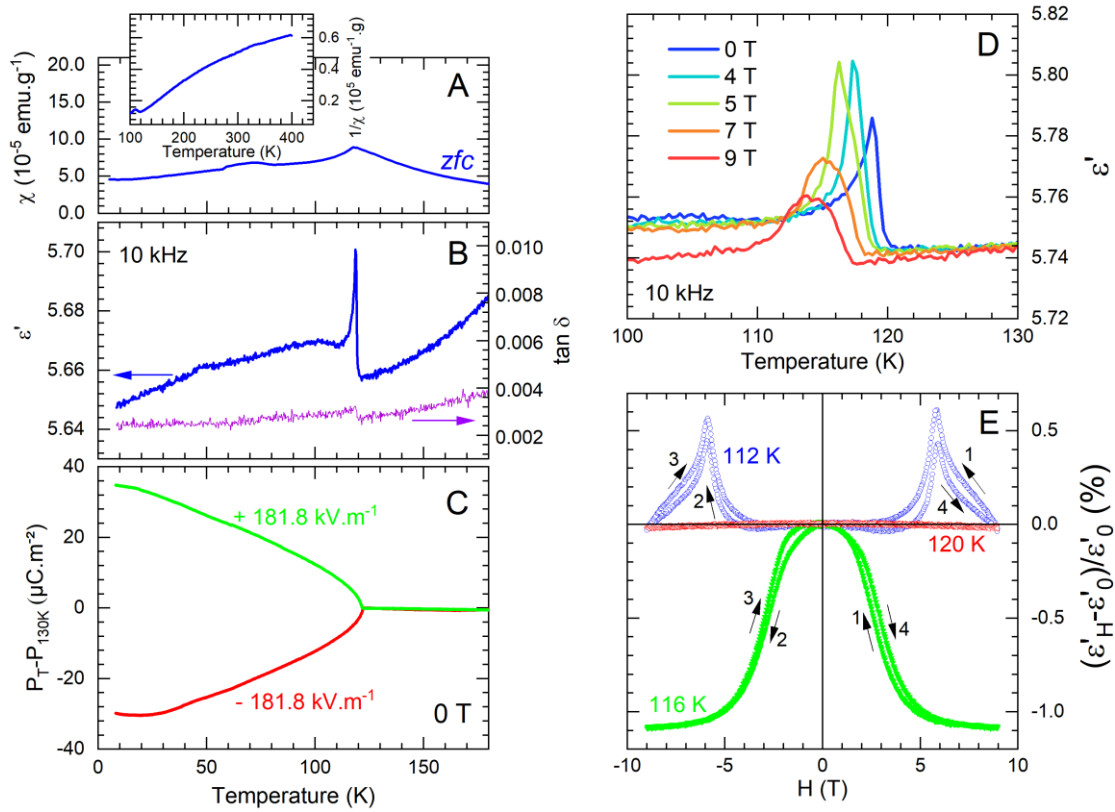 A
χ (10⁻⁵ emu.g⁻¹)
20.0
15.0
10.0
5.0
0.0
zfc
1/χ (10⁵ emu⁻¹.g)
0.6
0.4
0.2
100 200 300 400
Temperature (K)
B
10 kHz
ε'
5.70
5.68
5.66
5.64
tan δ
0.010
0.008
0.006
0.004
0.002
C
P_T-P_130K (µC.m⁻²)
40
20
0
-20
-40
+ 181.8 kV.m⁻¹
- 181.8 kV.m⁻¹
0 T
0 50 100 150
Temperature (K)
D
0 T
4 T
5 T
7 T
9 T
10 kHz
5.82
5.80
5.78
5.76
5.74
5.72
ε'
100 110 120 130
Temperature (K)
E
112 K
120 K
116 K
3
2
1
4
3
2
1
4
0.5
0.0
-0.5
-1.0
(ε'_H-ε'_0)/ε'_0 (%)
-10 -5 0 5 10
H (T)